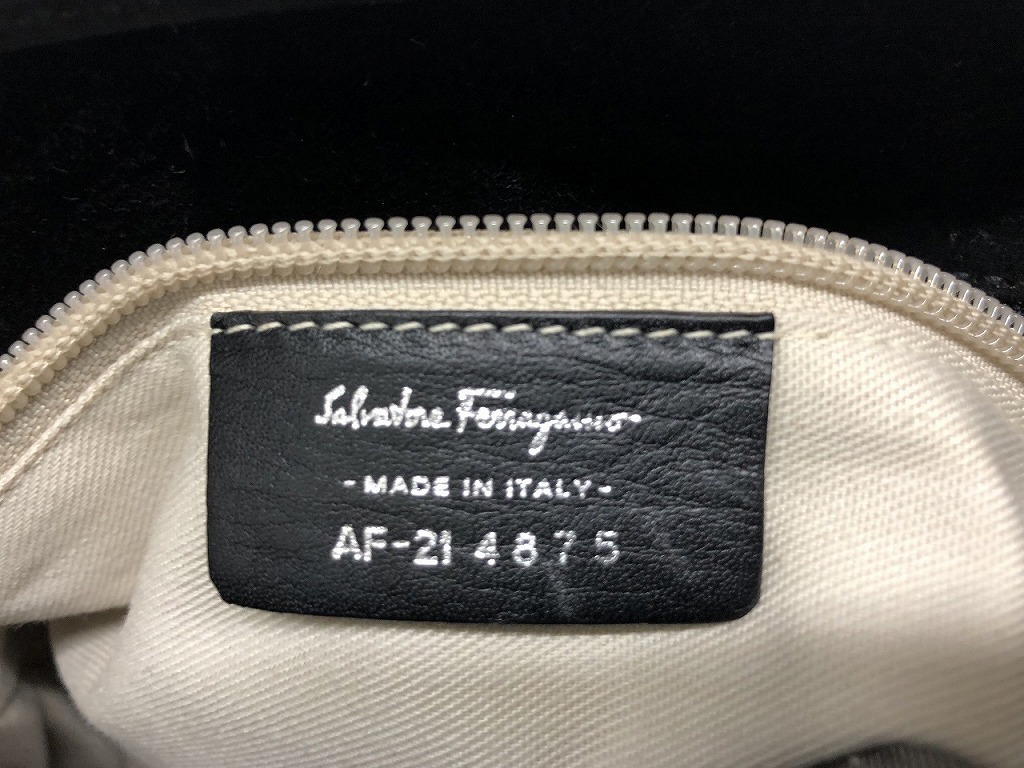 Salvatore Ferragamo
- MADE IN ITALY -
AF-21 4875